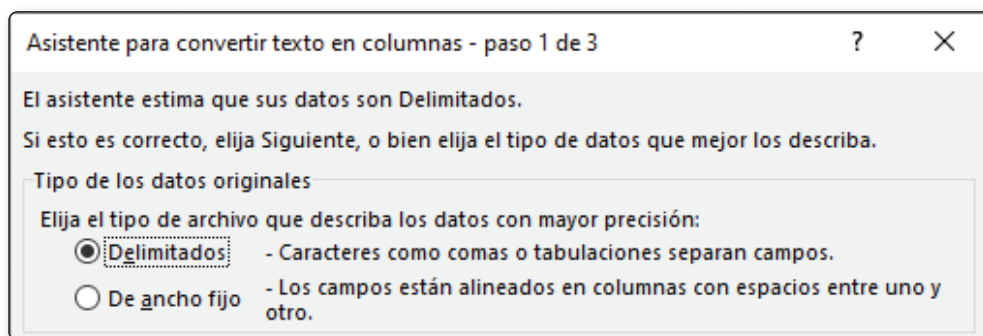 Asistente para convertir texto en columnas - paso 1 de 3
El asistente estima que sus datos son Delimitados.
Si esto es correcto, elija Siguiente, o bien elija el tipo de datos que mejor los describa.
Tipo de los datos originales
Elija el tipo de archivo que describa los datos con mayor precisión:
Delimitados - Caracteres como comas o tabulaciones separan campos.
De ancho fijo - Los campos están alineados en columnas con espacios entre uno y
otro.